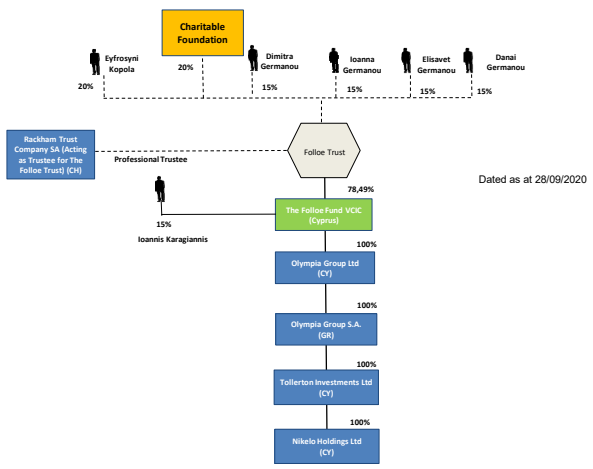 Charitable
Foundation
Eyfrosyni
Kopola
Dimitra
Germanou
Ioanna
Germanou
Elisavet
Germanou
Danai
Germanou
20%
20%
15%
15%
15%
15%
Rackham Trust
Company SA (Acting
as Trustee for The
Folloe Trust) (CH)
Professional Trustee
Folloe Trust
Dated as at 28/09/2020
78,49%
The Folloe Fund VCIC
(Cyprus)
15%
Ioannis Karagiannis
100%
Olympia Group Ltd
(CY)
100%
Olympia Group S.A.
(GR)
100%
Tollerton Investments Ltd
(CY)
100%
Nikelo Holdings Ltd
(CY)